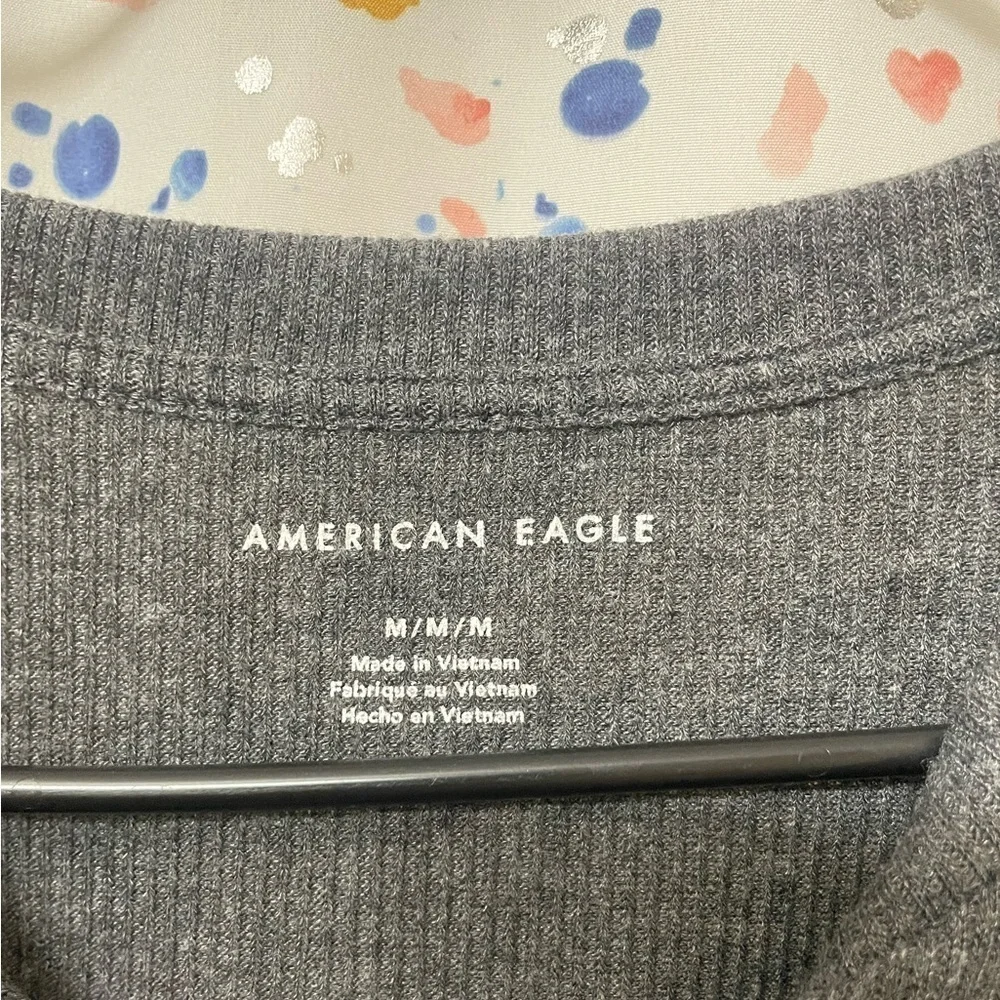 AMERICAN EAGLE
M/M/M
Made in Vietnam
Fabriqué au Vietnam
Hecho en Vietnam